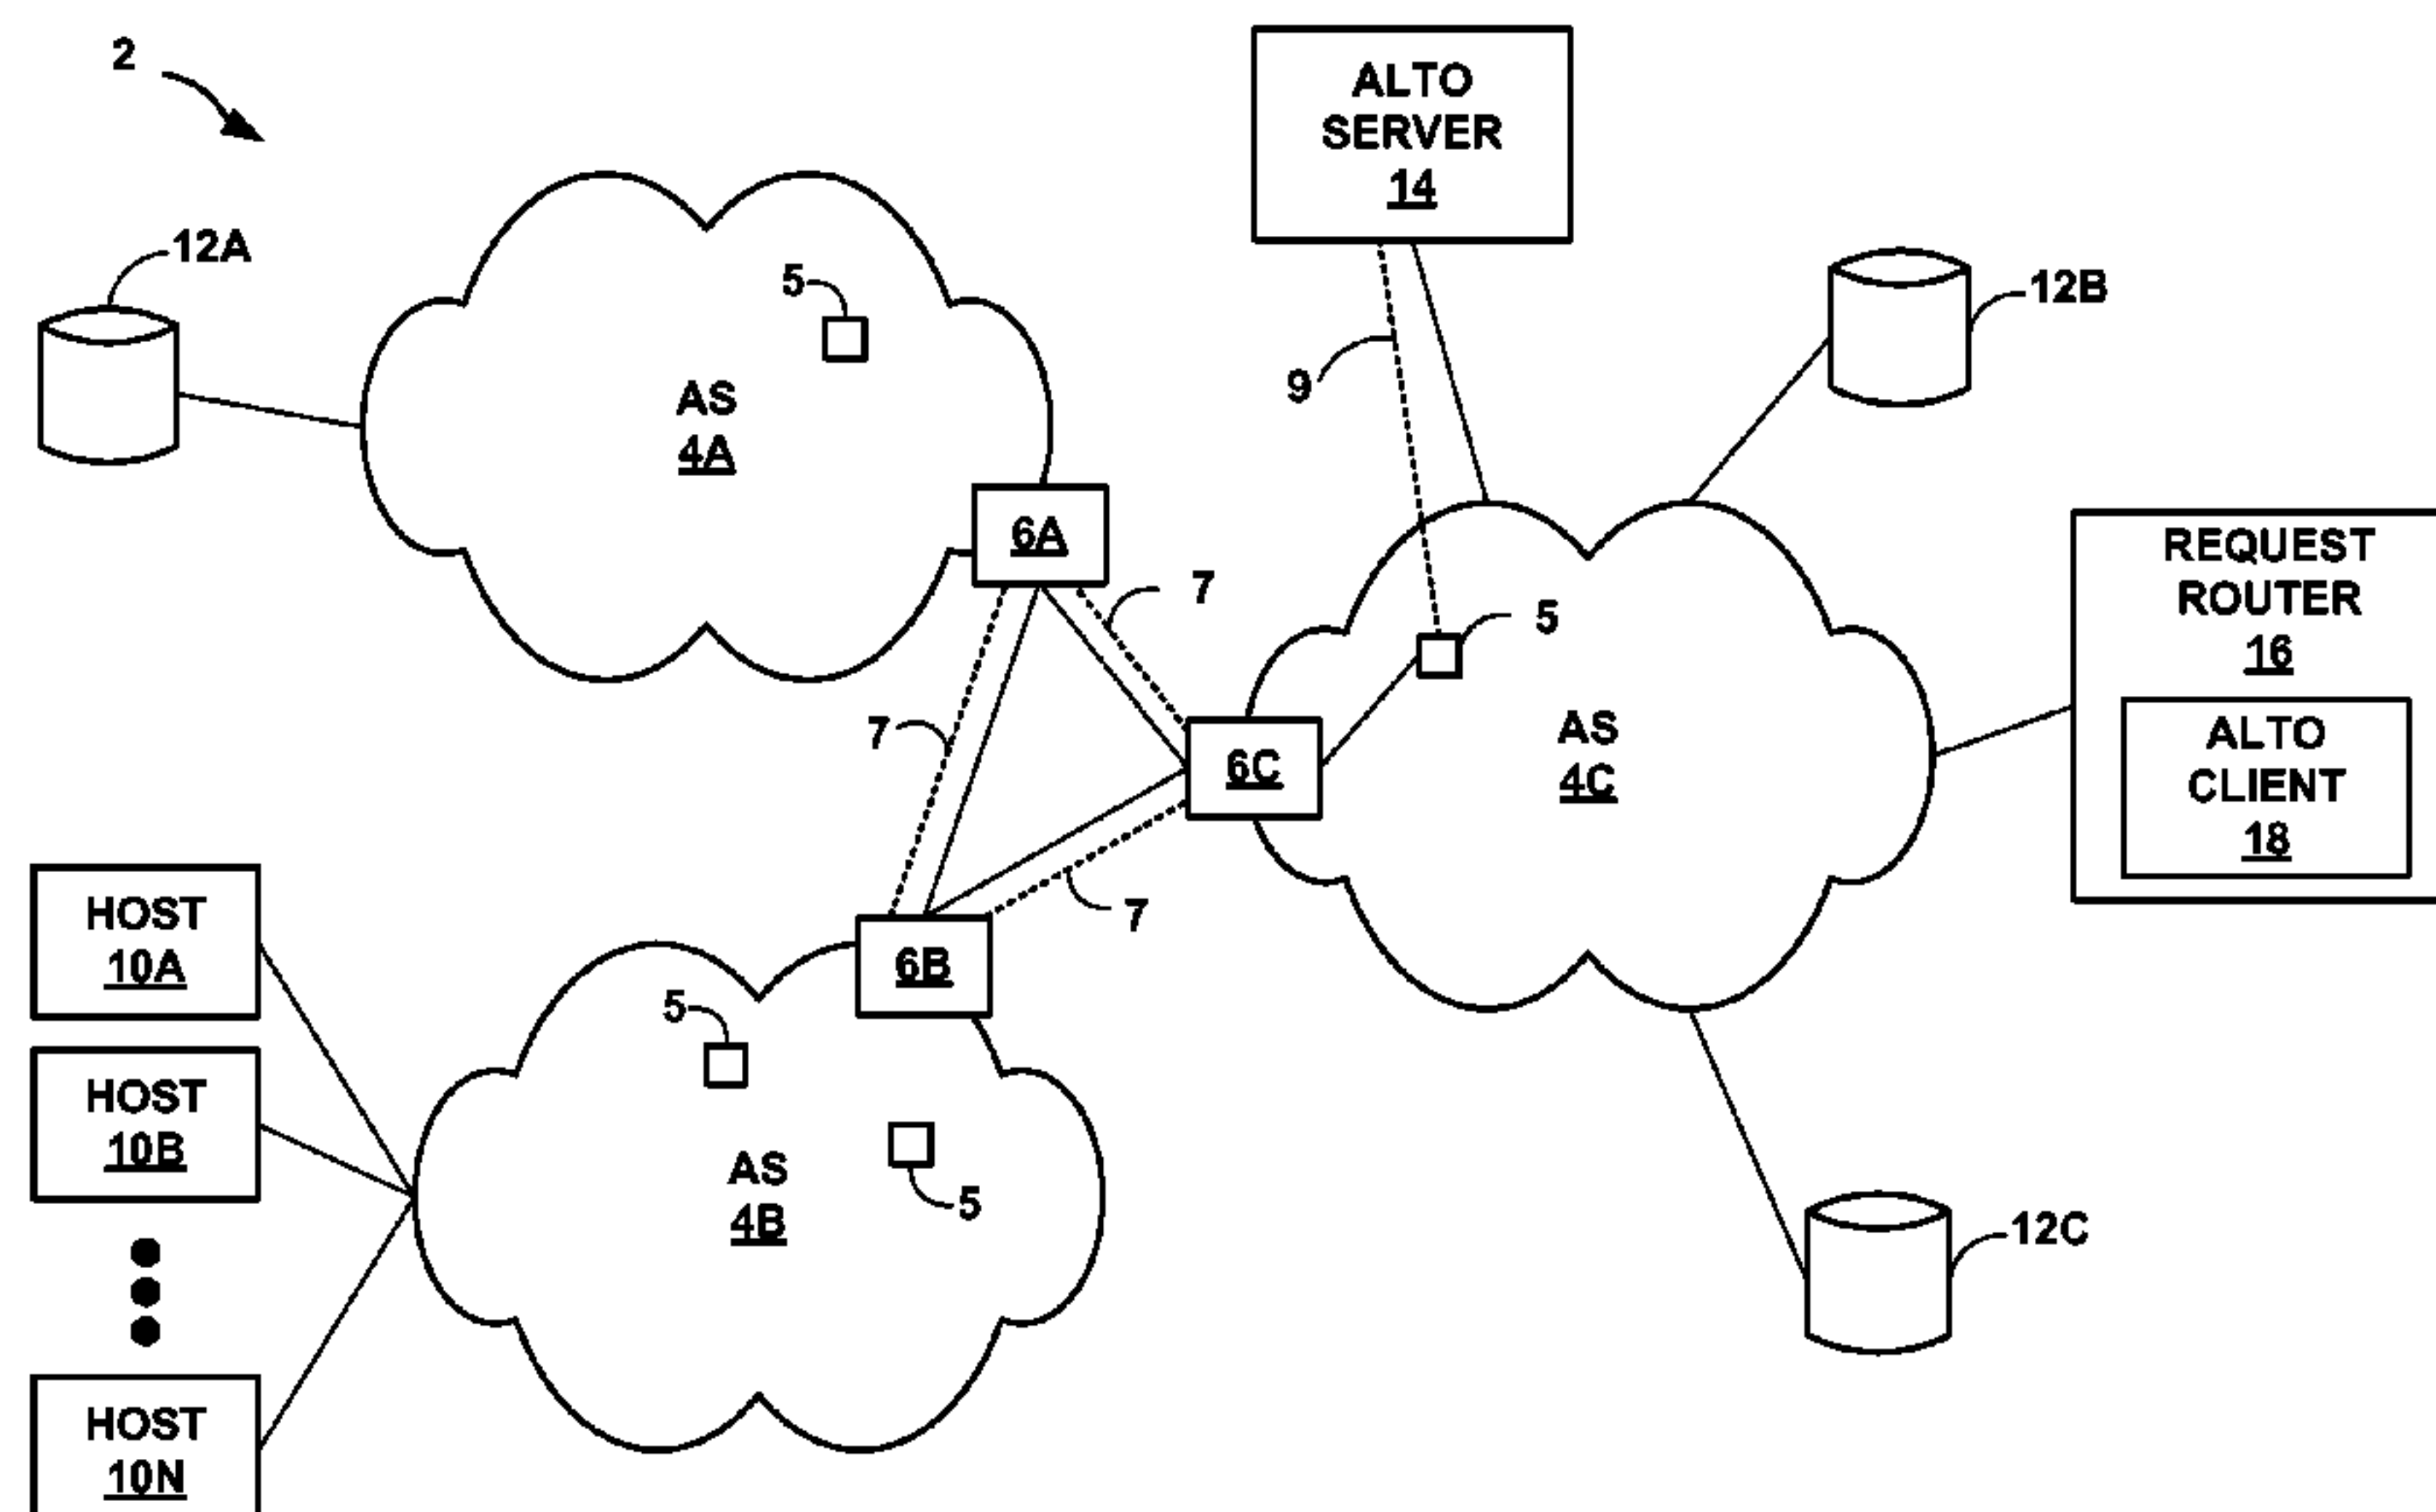 2
ALTO
SERVER
14
12A
5
12B
9
AS
4A
6A
REQUEST
ROUTER
16
7
5
7
AS
4C
6C
ALTO
CLIENT
18
HOST
10A
7
6B
5
HOST
10B
AS
4B
5
12C
HOST
10N